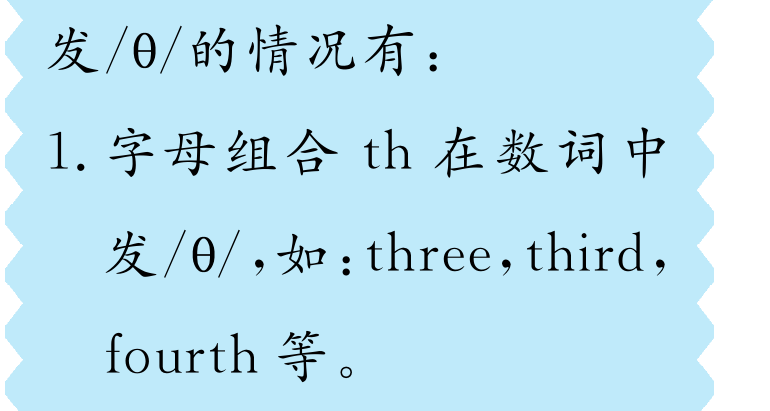 发/θ/的情况有：
1. 字母组合 th 在数词中
发/θ/，如：three，third，
fourth 等。